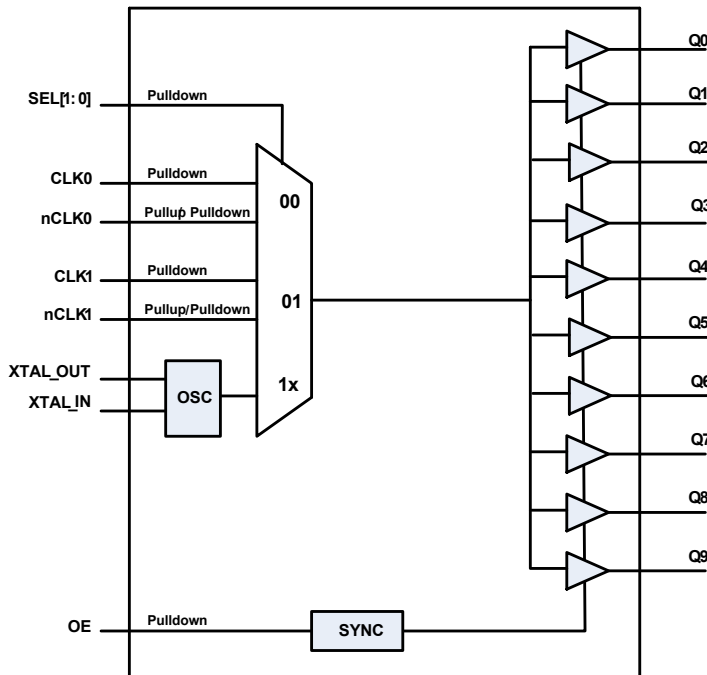 SEL[1:0]
Pulldown
CLK0
Pulldown
nCLK0
Pullup Pulldown
CLK1
Pulldown
nCLK1
Pullup/Pulldown
XTAL_OUT
XTAL_IN
OSC
00
01
1x
OE
Pulldown
SYNC
Q0
Q1
Q2
Q3
Q4
Q5
Q6
Q7
Q8
Q9